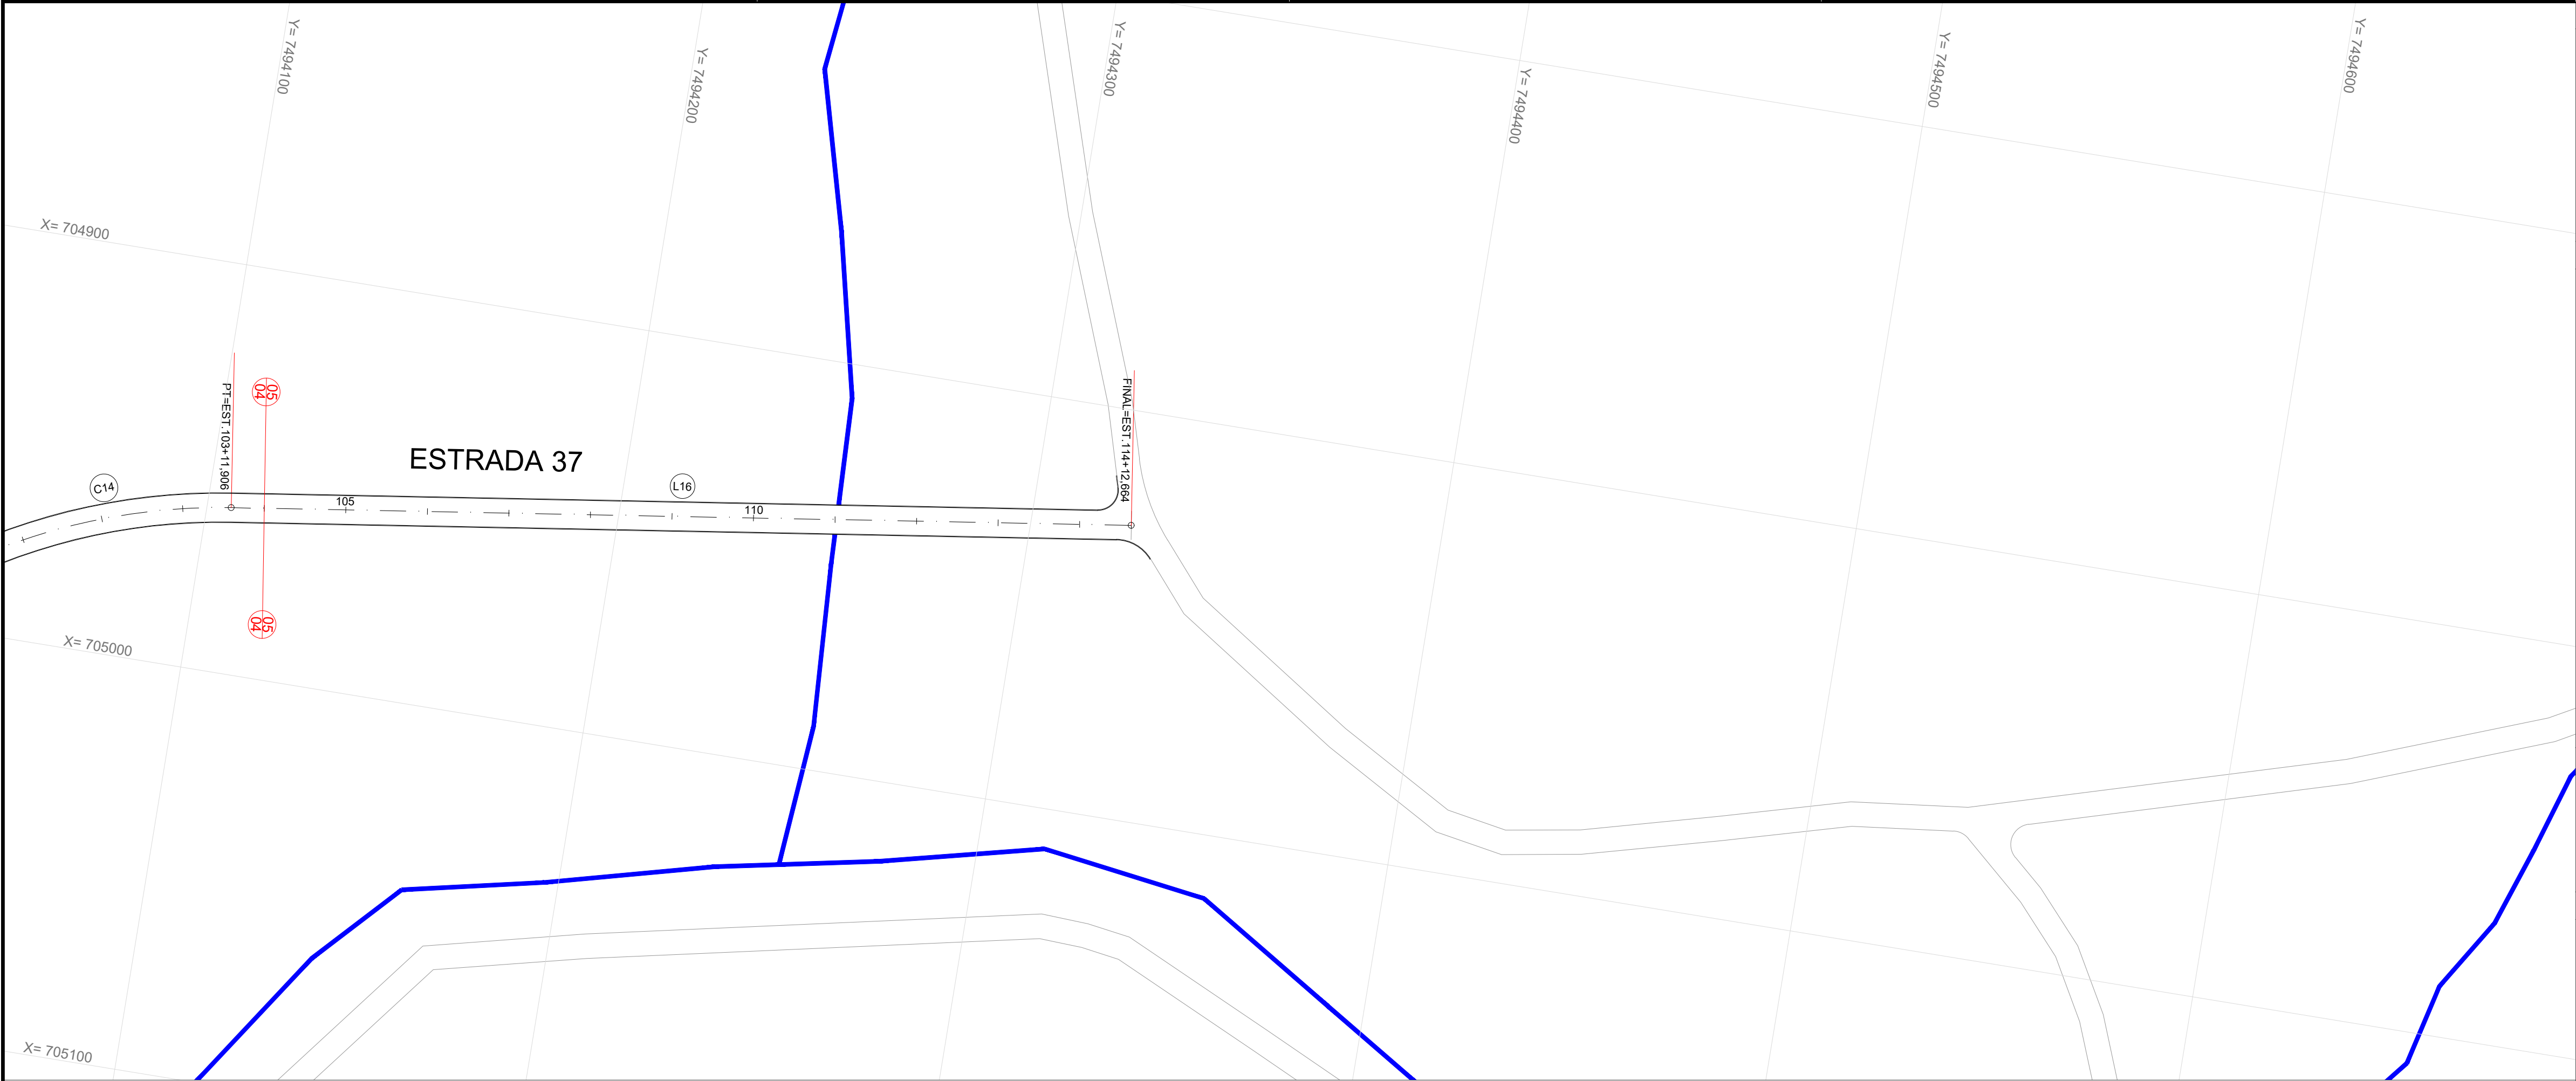 Y= 7494100
Y= 7494200
Y= 7494300
Y= 7494400
Y= 7494500
Y= 7494600
X= 704900
PT=EST.103+11,906
05
04
FINAL=EST.114+12,664
ESTRADA 37
C14
L16
105
110
05
04
X= 705000
X= 705100